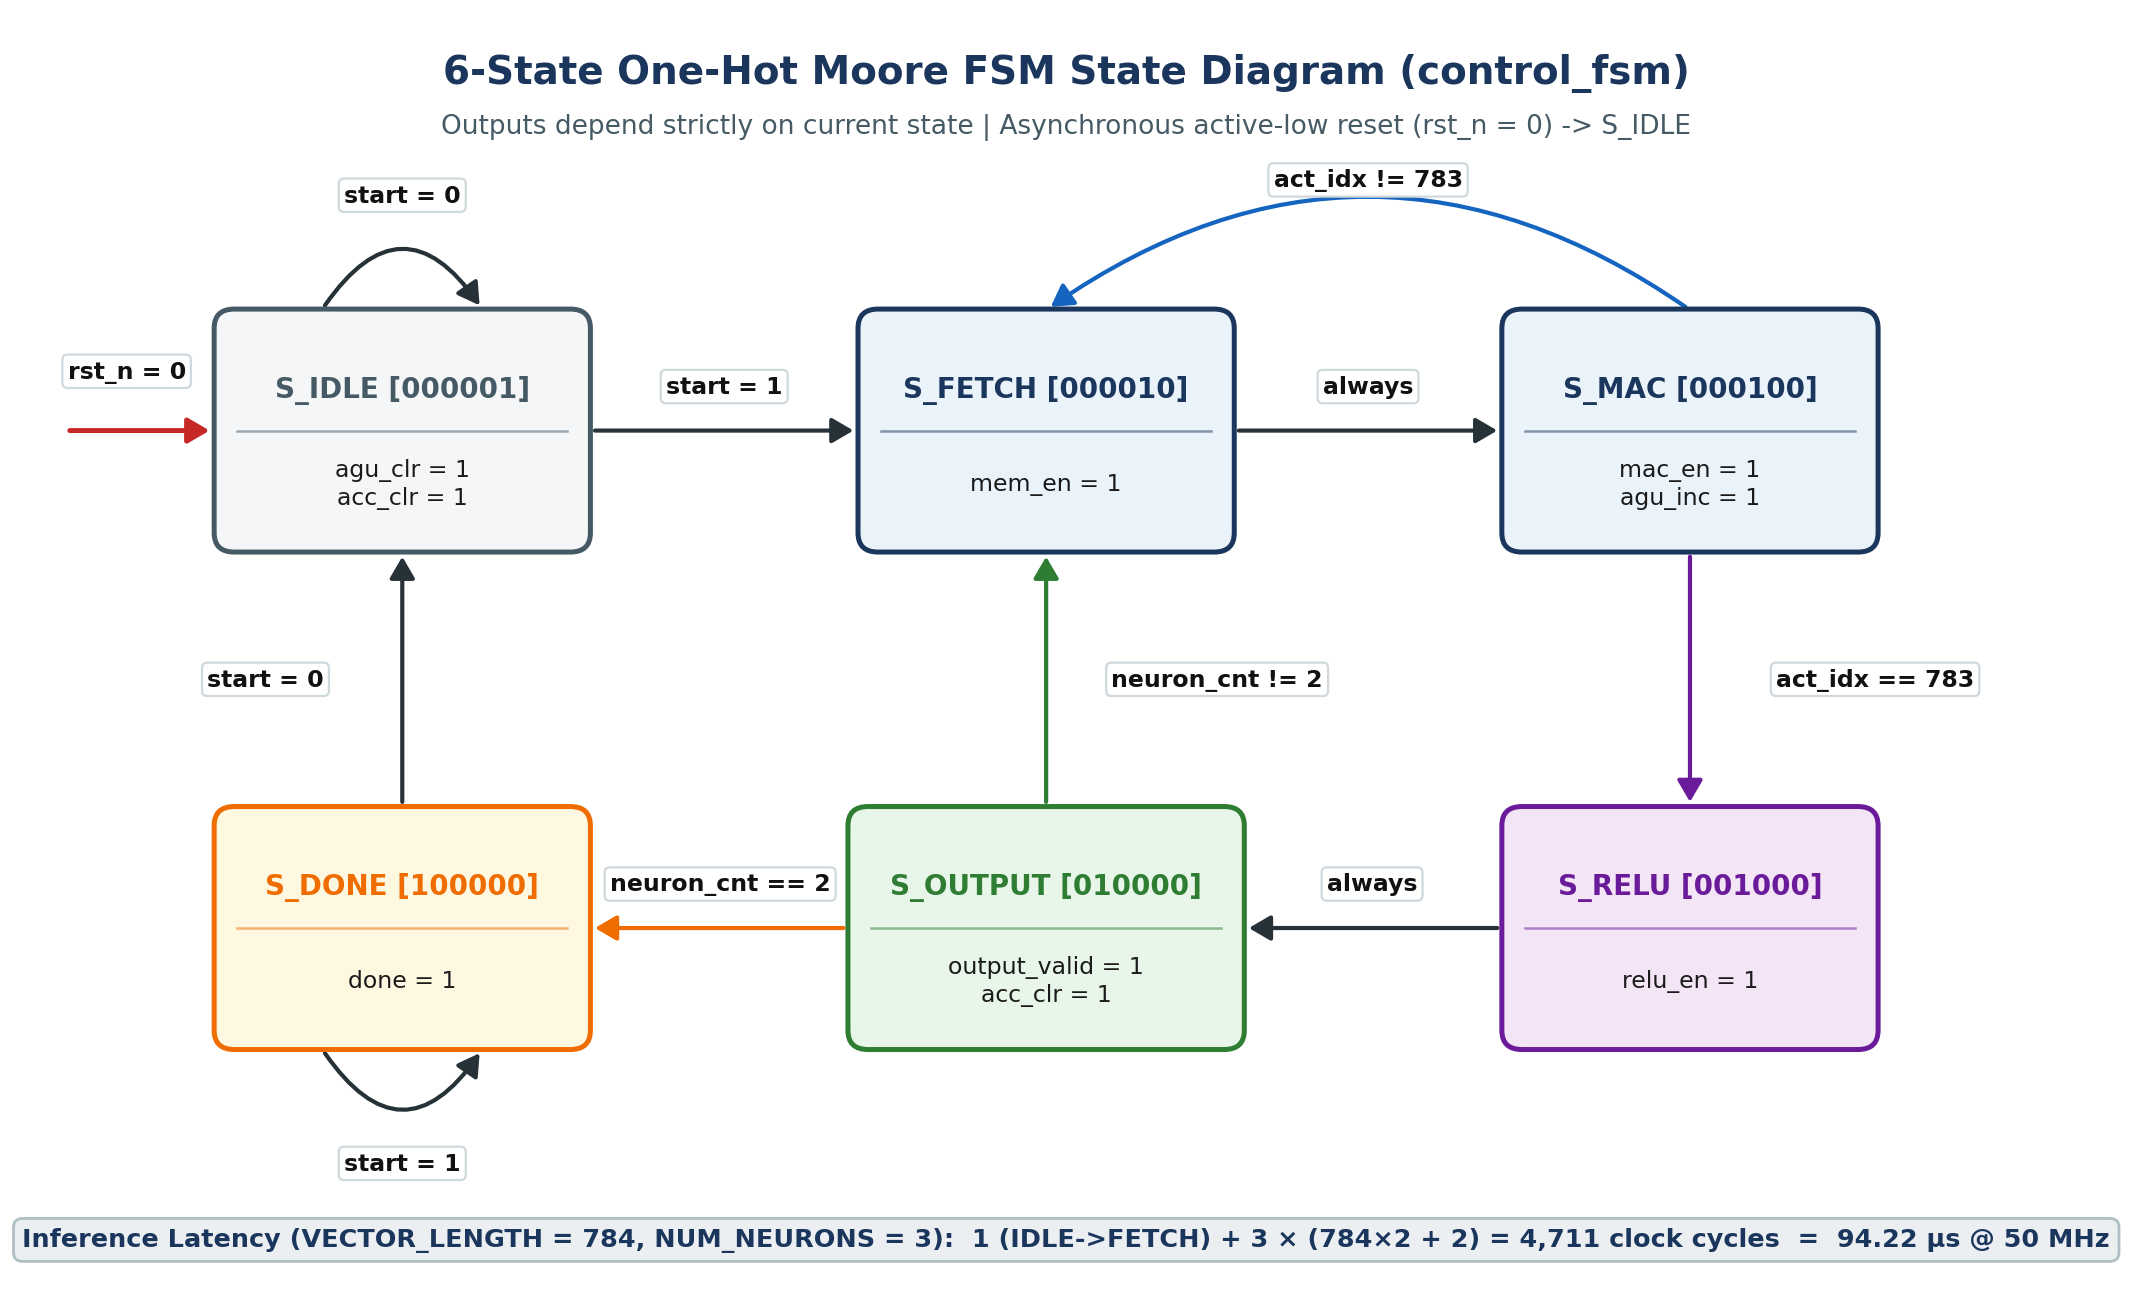 6-State One-Hot Moore FSM State Diagram (control_fsm)
Outputs depend strictly on current state | Asynchronous active-low reset (rst_n = 0) -> S_IDLE
act_idx != 783
start = 0
rst_n = 0
S_IDLE [000001]
agu_clr = 1
acc_clr = 1
start = 1
S_FETCH [000010]
mem_en = 1
always
S_MAC [000100]
mac_en = 1
agu_inc = 1
start = 0
neuron_cnt != 2
act_idx == 783
S_DONE [100000]
done = 1
neuron_cnt == 2
S_OUTPUT [010000]
output_valid = 1
acc_clr = 1
always
S_RELU [001000]
relu_en = 1
start = 1
Inference Latency (VECTOR_LENGTH = 784, NUM_NEURONS = 3):  1 (IDLE->FETCH) + 3 × (784×2 + 2) = 4,711 clock cycles  =  94.22 µs @ 50 MHz